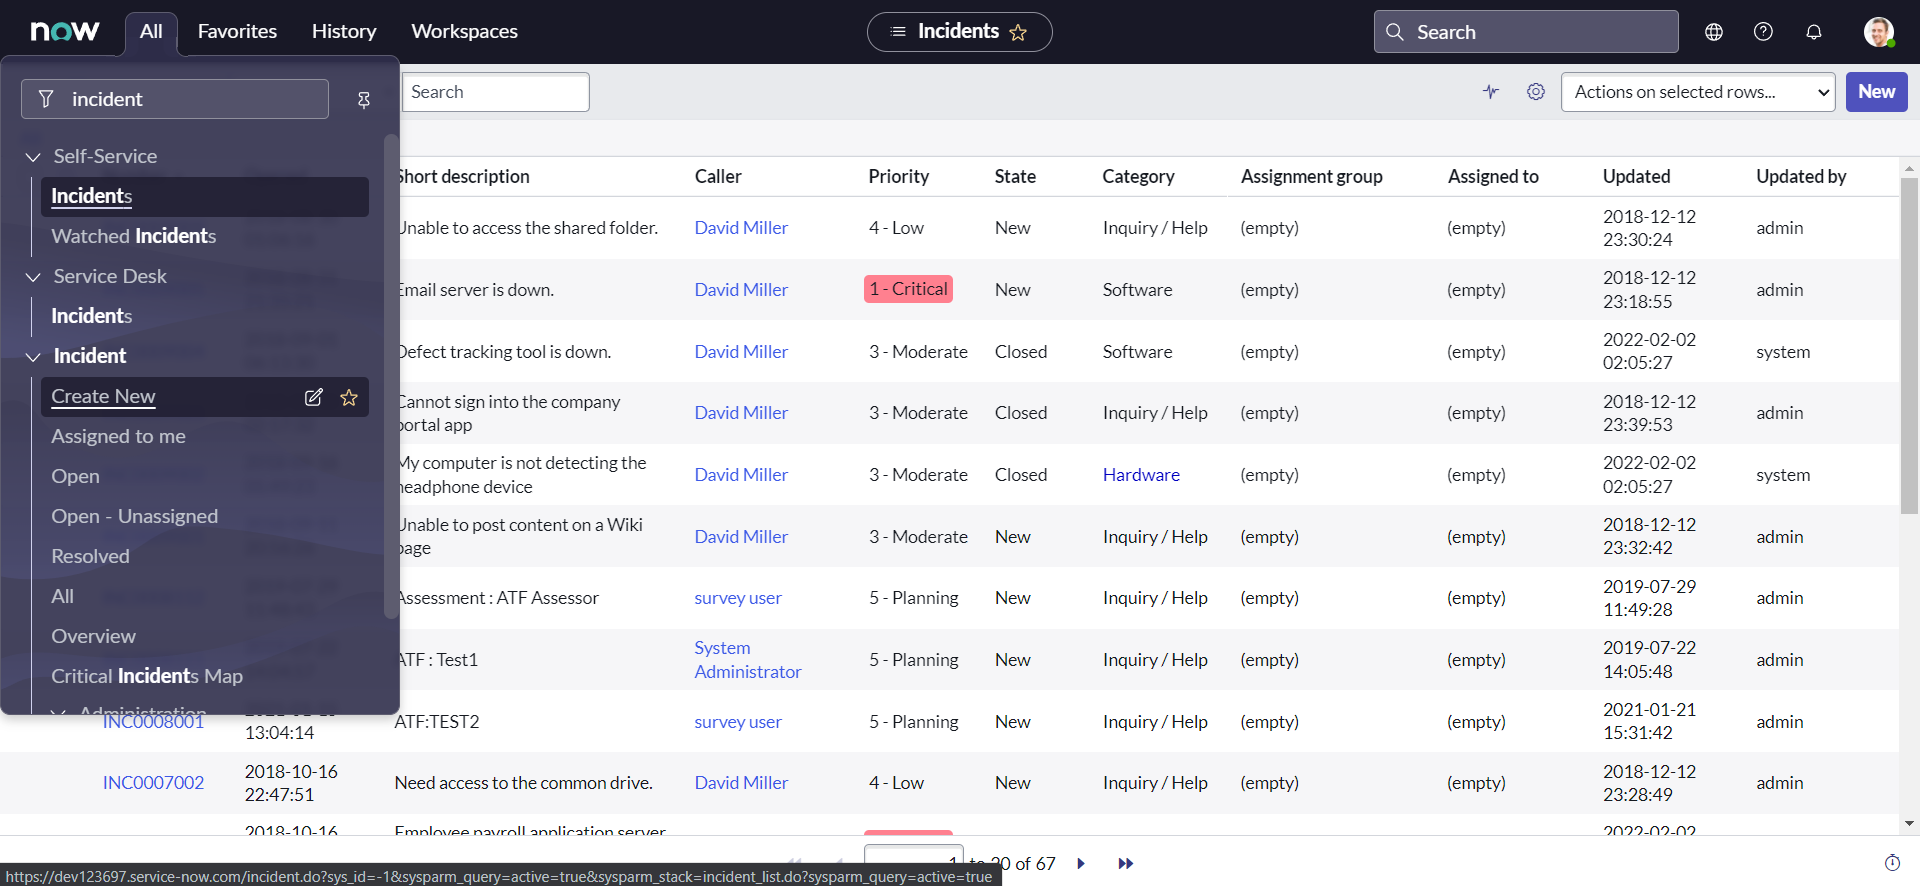 now
All
Favorites
History
Workspaces
Incidents
Search
incident
Search
Actions on selected rows...
New
Self-Service
Incidents
Watched Incidents
Service Desk
Incidents
Incident
Create New
Assigned to me
Open
Open - Unassigned
Resolved
All
Overview
Critical Incidents Map
Administration
Short description Caller Priority State Category Assignment group Assigned to Updated Updated by
Unable to access the shared folder. David Miller 4 - Low New Inquiry / Help (empty) (empty) 2018-12-12 23:30:24 admin
Email server is down. David Miller 1 - Critical New Software (empty) (empty) 2018-12-12 23:18:55 admin
Defect tracking tool is down. David Miller 3 - Moderate Closed Software (empty) (empty) 2022-02-02 02:05:27 system
Cannot sign into the company portal app David Miller 3 - Moderate Closed Inquiry / Help (empty) (empty) 2018-12-12 23:39:53 admin
My computer is not detecting the headphone device David Miller 3 - Moderate Closed Hardware (empty) (empty) 2022-02-02 02:05:27 system
Unable to post content on a Wiki page David Miller 3 - Moderate New Inquiry / Help (empty) (empty) 2018-12-12 23:32:42 admin
Assessment : ATF Assessor survey user 5 - Planning New Inquiry / Help (empty) (empty) 2019-07-29 11:49:28 admin
ATF : Test1 System Administrator 5 - Planning New Inquiry / Help (empty) (empty) 2019-07-22 14:05:48 admin
INC0008001 13:04:14 ATF:TEST2 survey user 5 - Planning New Inquiry / Help (empty) (empty) 2021-01-21 15:31:42 admin
INC0007002 2018-10-16 22:47:51 Need access to the common drive. David Miller 4 - Low New Inquiry / Help (empty) (empty) 2018-12-12 23:28:49 admin
2018-10-16 Employee payroll application server 2022-02-02
1 to 20 of 67
https://dev123697.service-now.com/incident.do?sys_id=-1&sysparm_query=active=true&sysparm_stack=incident_list.do?sysparm_query=active=true